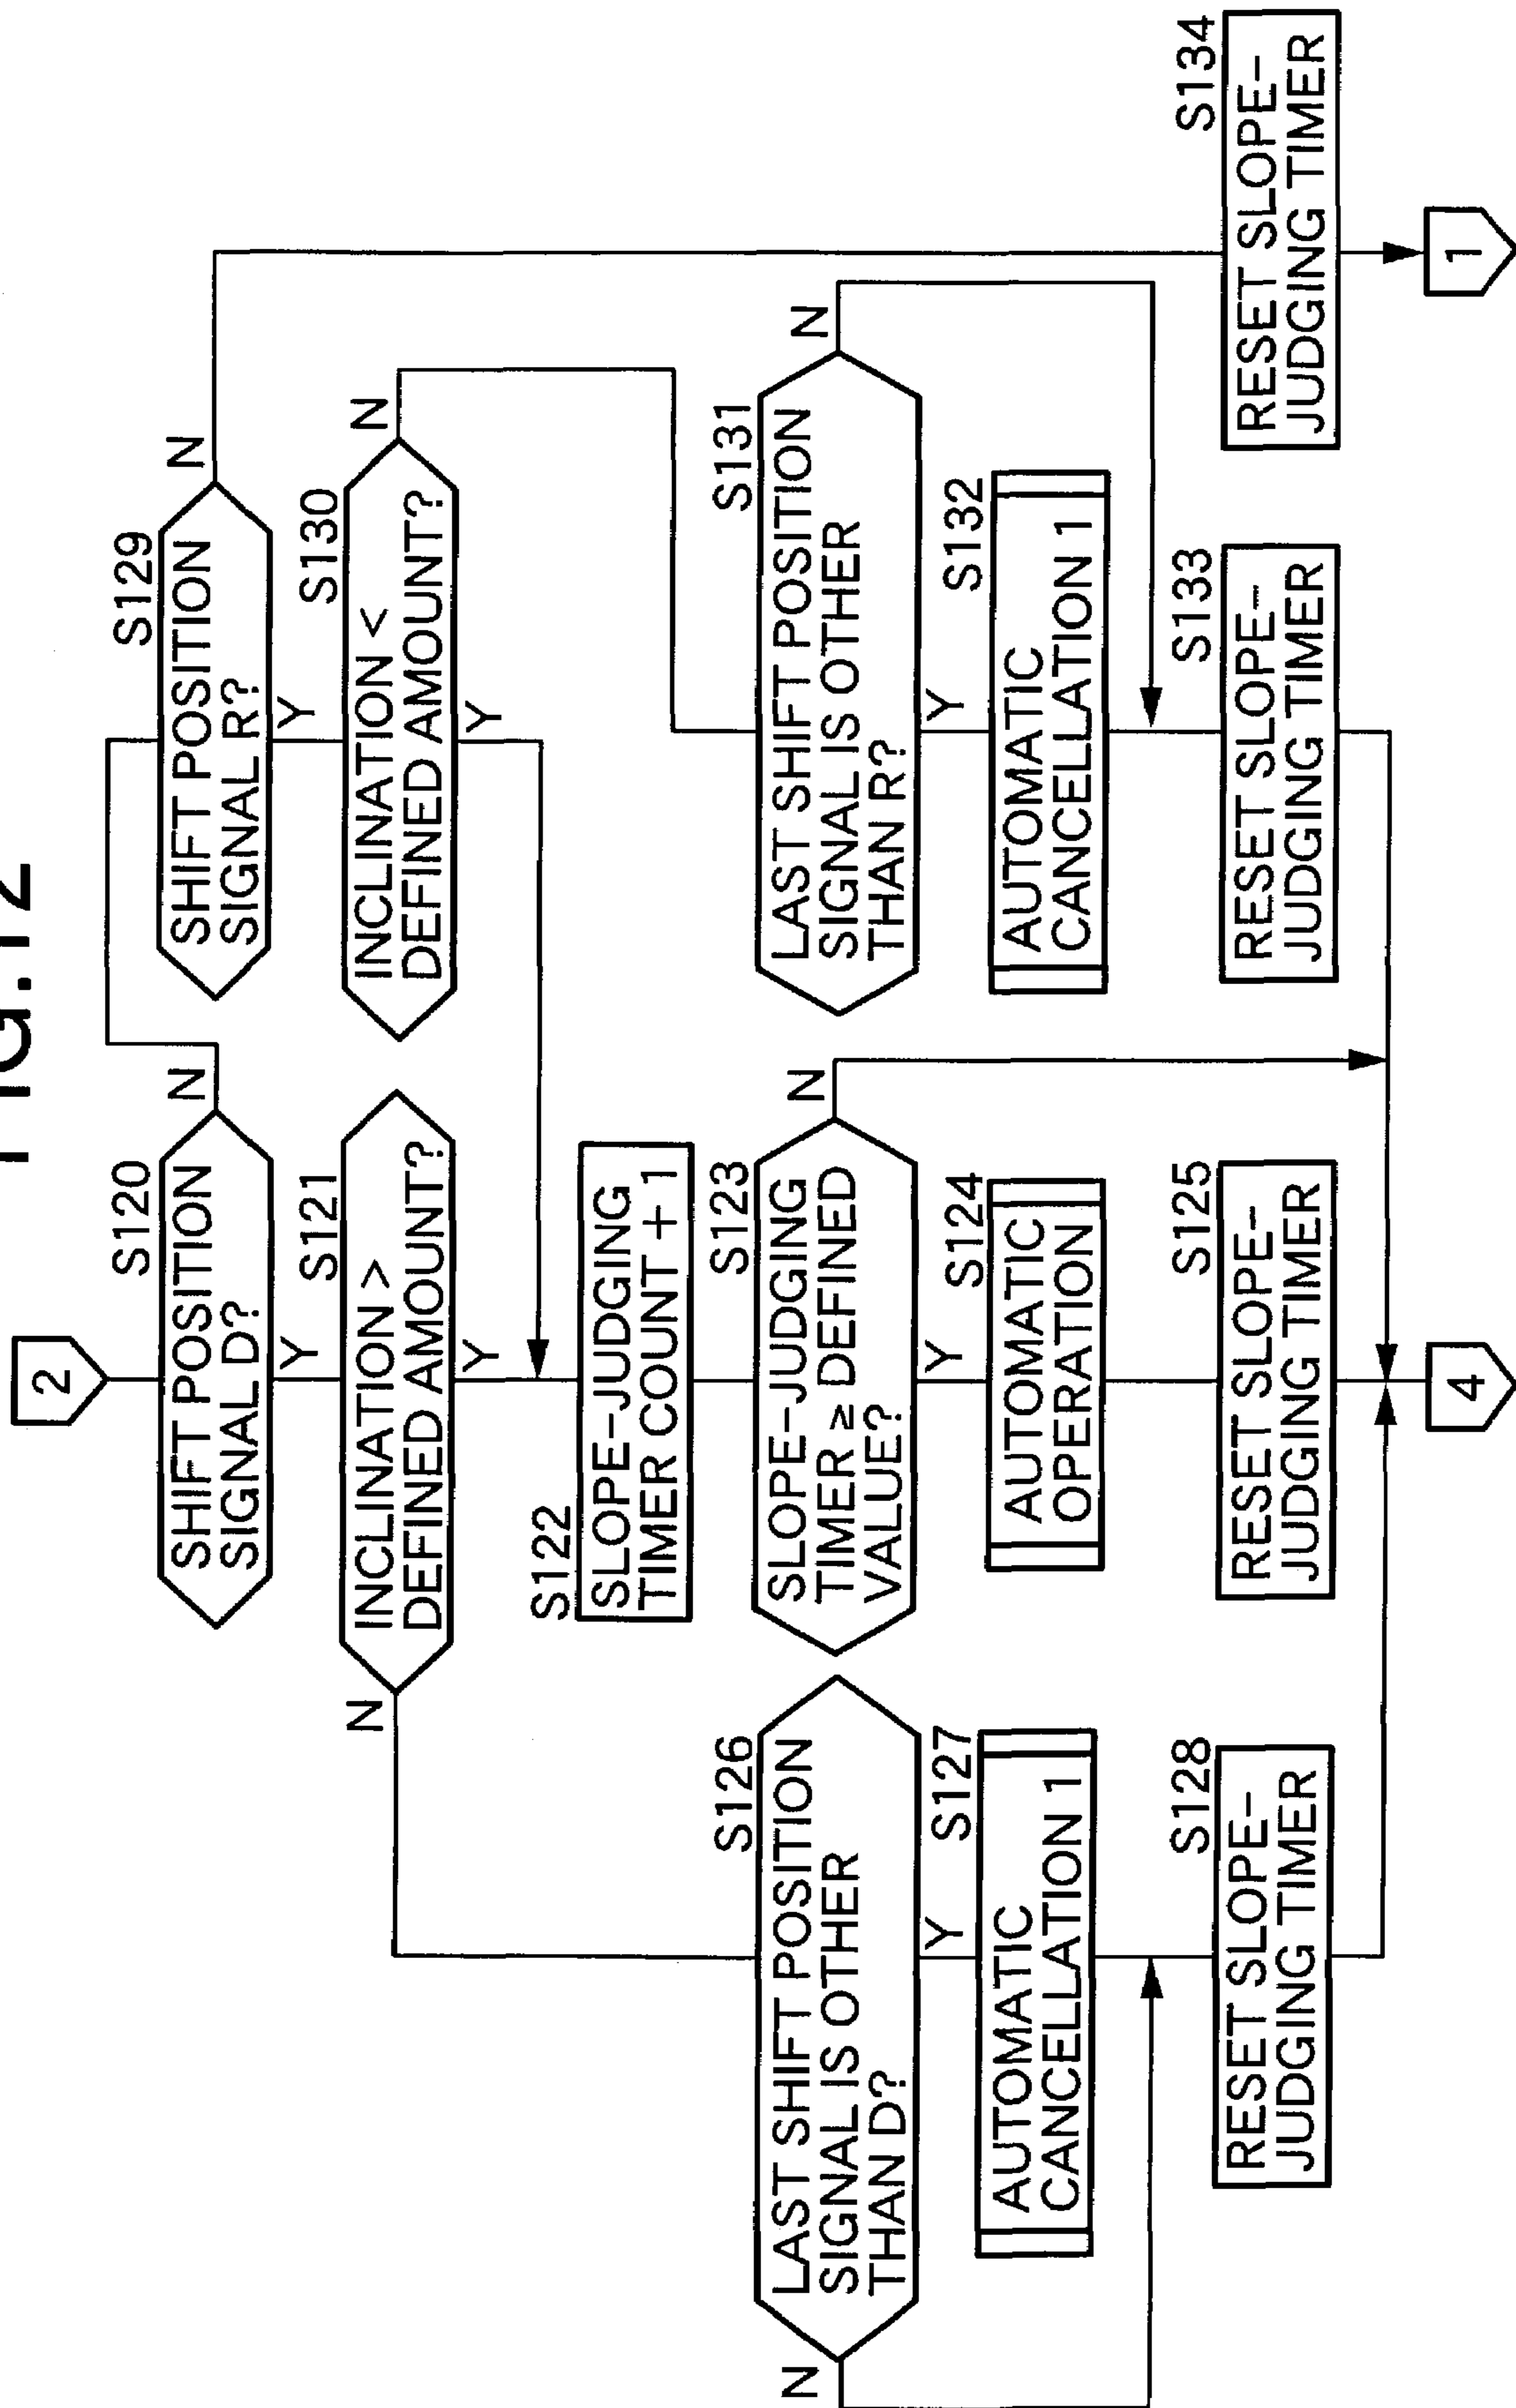 FIG.12
2
S120
SHIFT POSITION
SIGNAL D?
N
Y
S121
INCLINATION >
DEFINED AMOUNT?
N
Y
S122
SLOPE-JUDGING
TIMER COUNT + 1
S123
SLOPE-JUDGING
TIMER ≥ DEFINED
VALUE?
N
Y
S124
AUTOMATIC
OPERATION
S125
RESET SLOPE-
JUDGING TIMER
S126
LAST SHIFT POSITION
SIGNAL IS OTHER
THAN D?
N
Y
S127
AUTOMATIC
CANCELLATION 1
S128
RESET SLOPE-
JUDGING TIMER
4
S129
SHIFT POSITION
SIGNAL R?
N
Y
S130
INCLINATION <
DEFINED AMOUNT?
N
Y
S131
LAST SHIFT POSITION
SIGNAL IS OTHER
THAN R?
N
Y
S132
AUTOMATIC
CANCELLATION 1
S133
RESET SLOPE-
JUDGING TIMER
S134
RESET SLOPE-
JUDGING TIMER
1